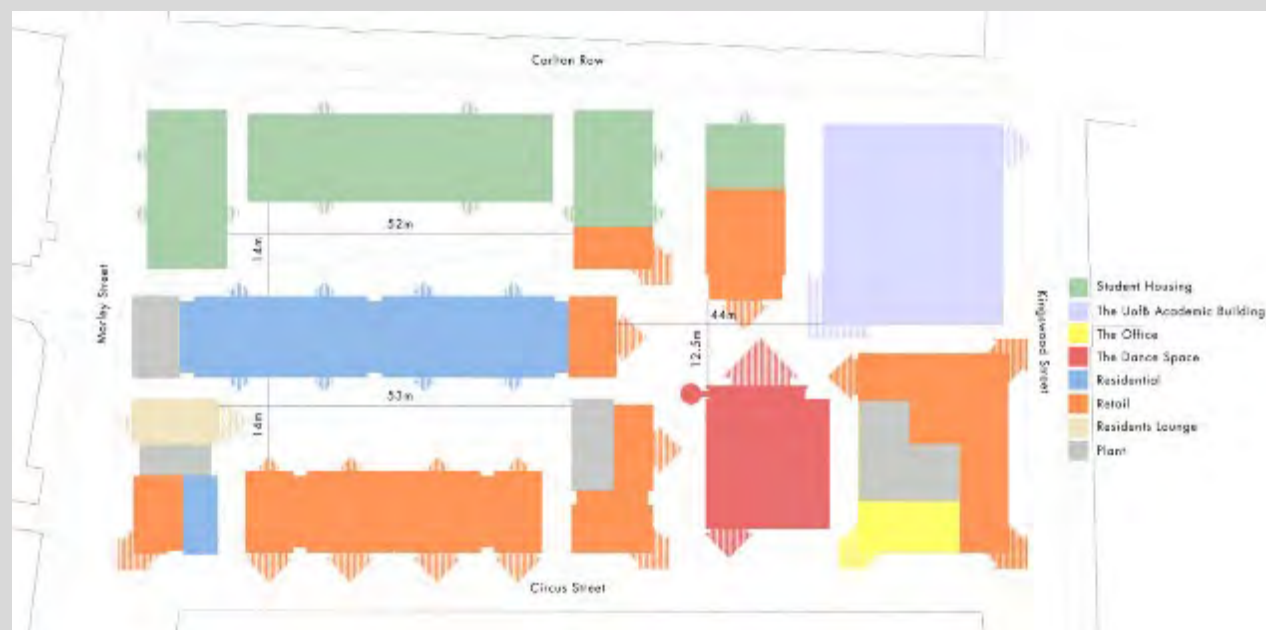 Carlton Row
52m
14m
Morley Street
44m
12.5m
53m
14m
Kingswood Street
Circus Street
Student Housing
The UofB Academic Building
The Office
The Dance Space
Residential
Retail
Residents Lounge
Plant